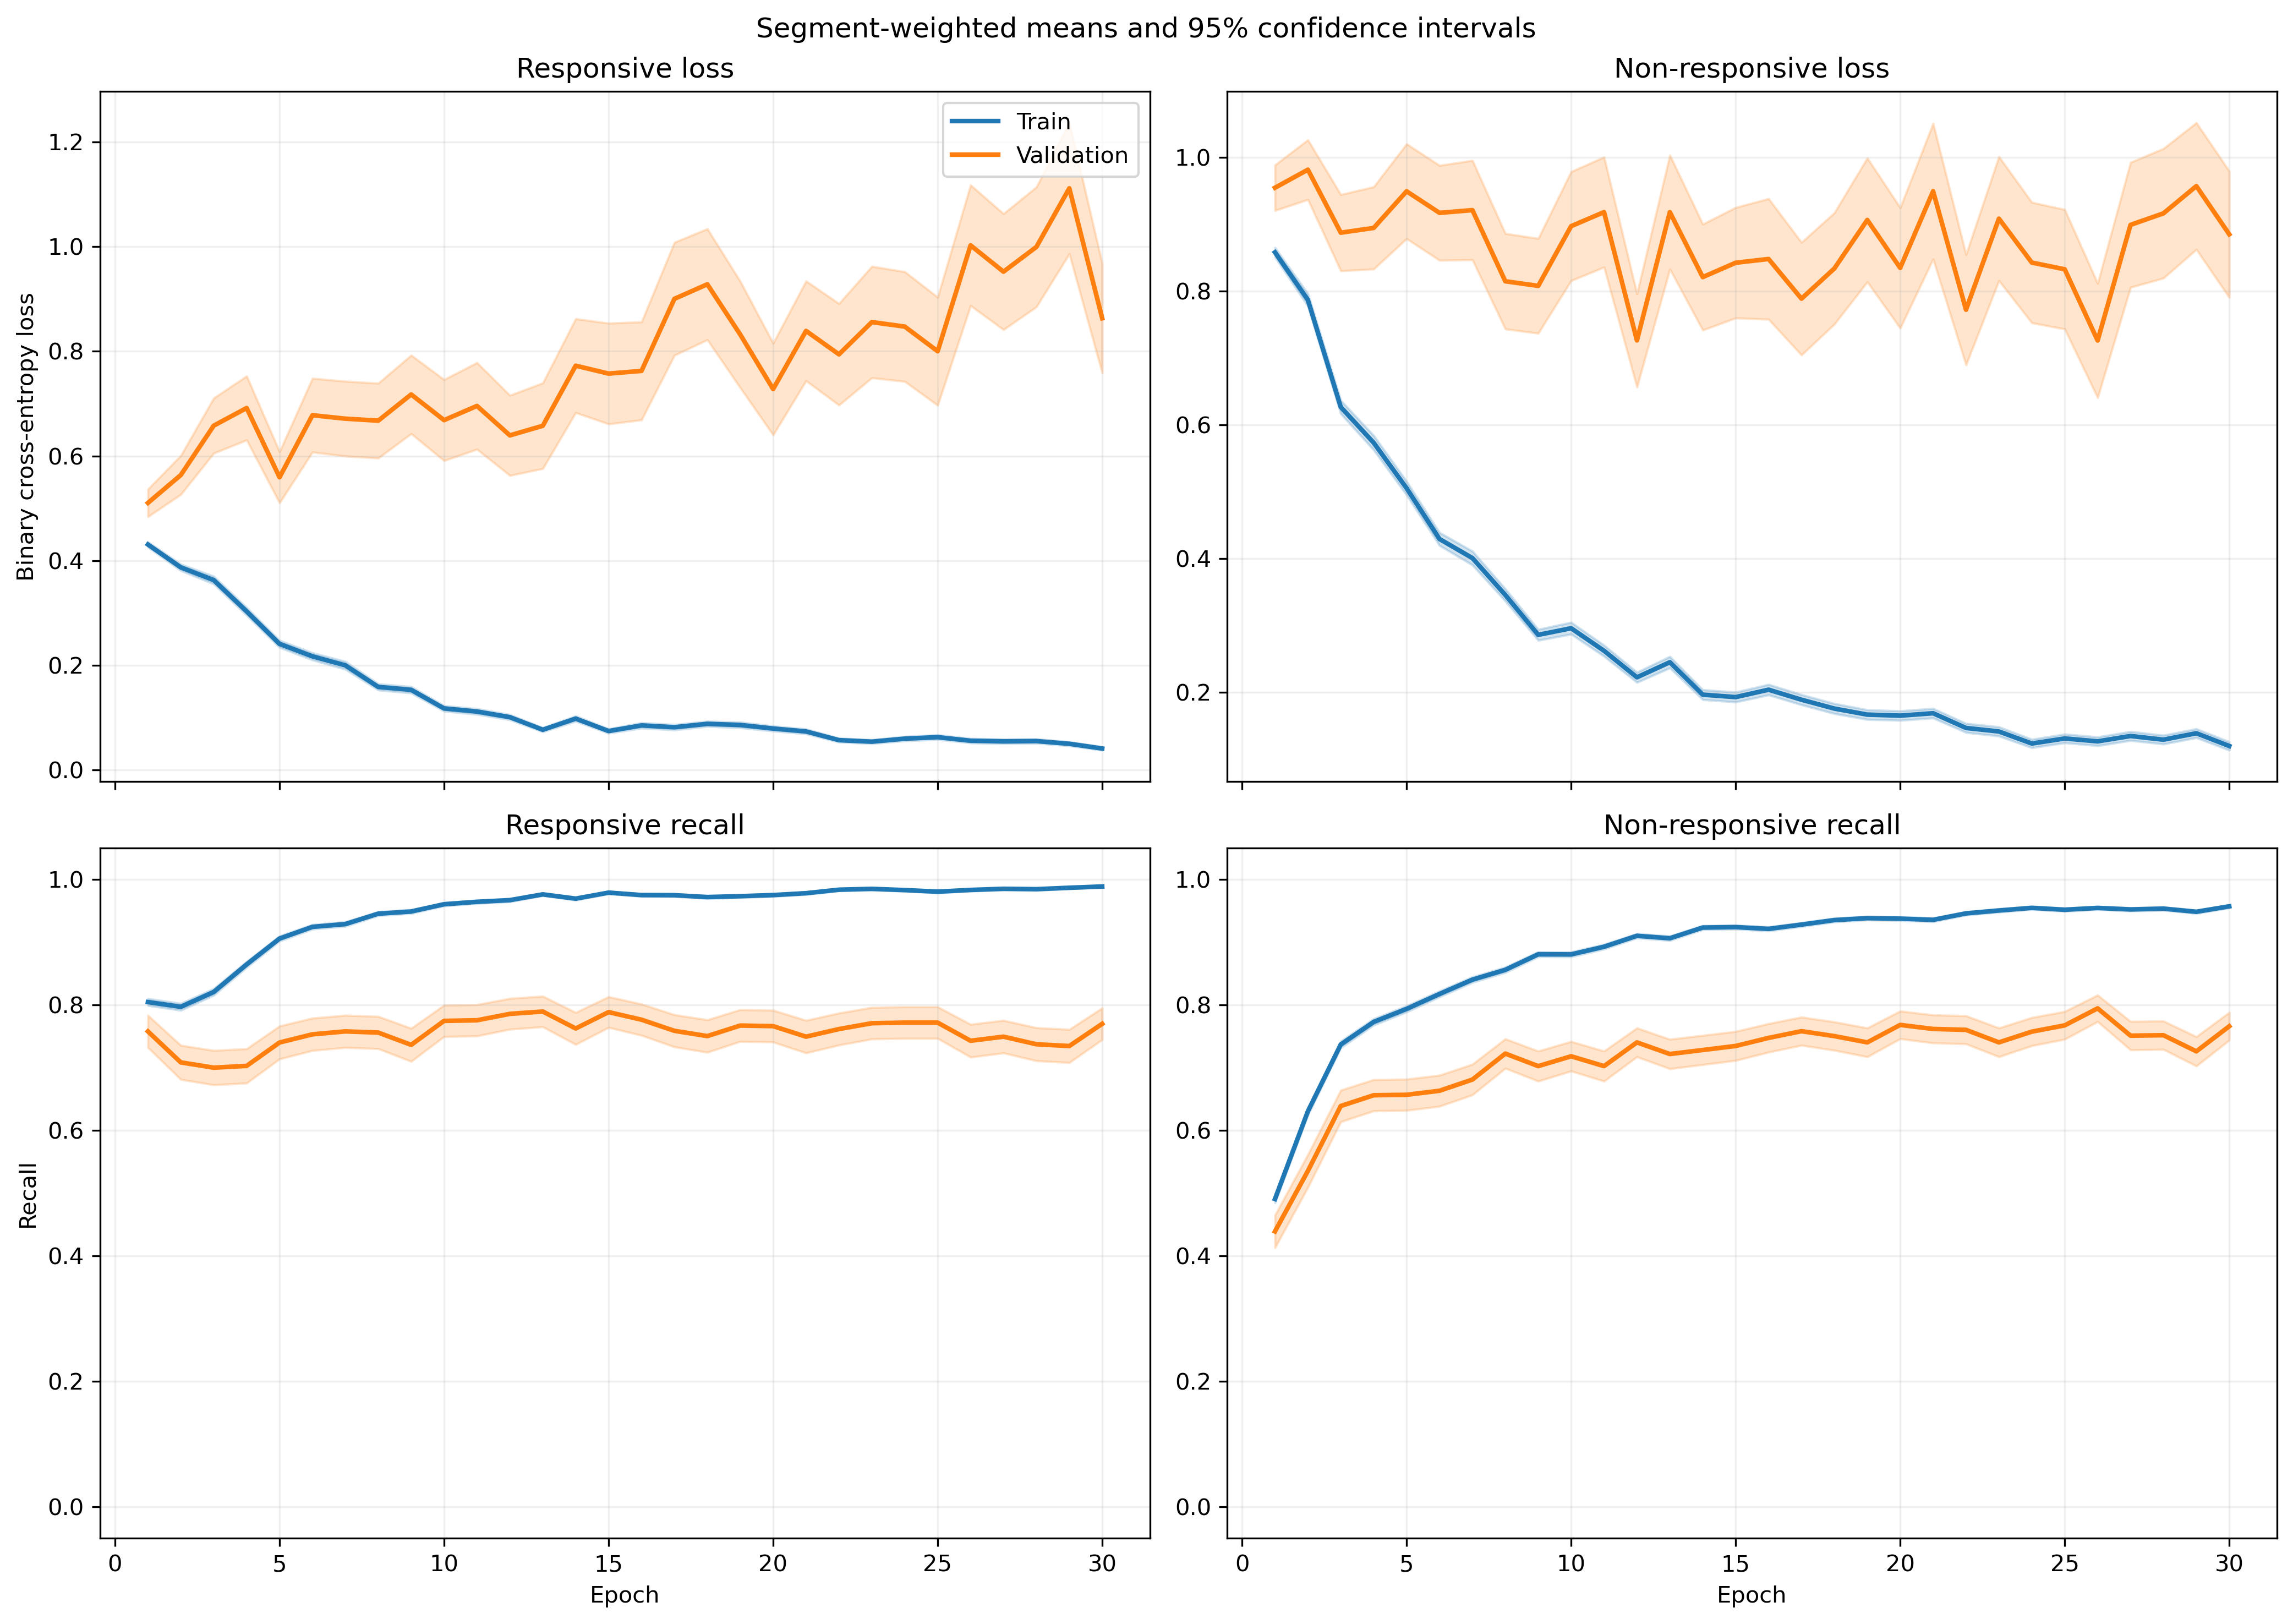 Segment-weighted means and 95% confidence intervals
Responsive loss
Non-responsive loss
Train
Validation
Binary cross-entropy loss
1.2
1.0
0.8
0.6
0.4
0.2
0.0
1.0
0.8
0.6
0.4
0.2
Responsive recall
Non-responsive recall
Recall
1.0
0.8
0.6
0.4
0.2
0.0
1.0
0.8
0.6
0.4
0.2
0.0
0 5 10 15 20 25 30
0 5 10 15 20 25 30
Epoch
Epoch